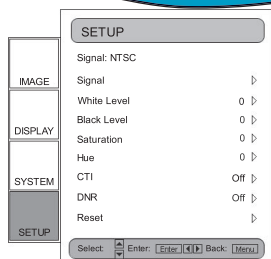 SETUP
Signal: NTSC
Signal
White Level 0
Black Level 0
Saturation 0
Hue 0
CTI Off
DNR Off
Reset
Select: Enter: Enter Back: Menu
IMAGE
DISPLAY
SYSTEM
SETUP